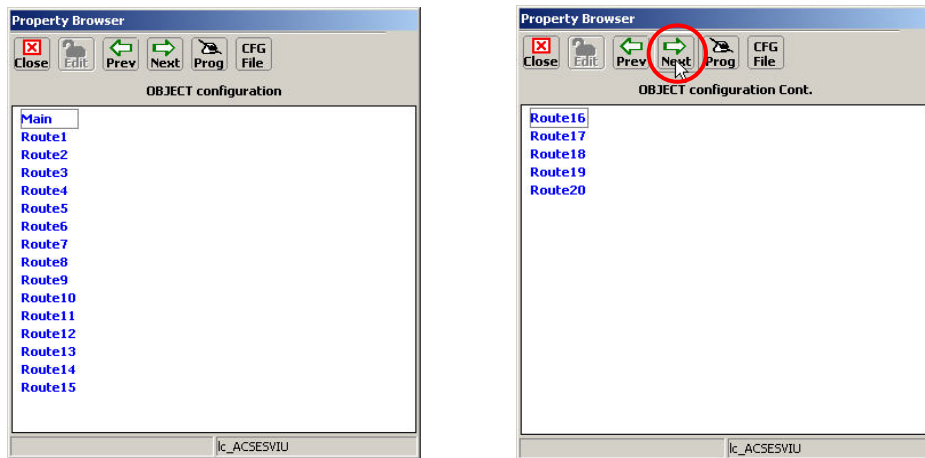 Property Browser
Close Edit Prev Next Prog CFG File
OBJECT configuration
Main
Route1
Route2
Route3
Route4
Route5
Route6
Route7
Route8
Route9
Route10
Route11
Route12
Route13
Route14
Route15
lc_ACSESVIU
Property Browser
Close Edit Prev Next Prog CFG File
OBJECT configuration Cont.
Route16
Route17
Route18
Route19
Route20
lc_ACSESVIU